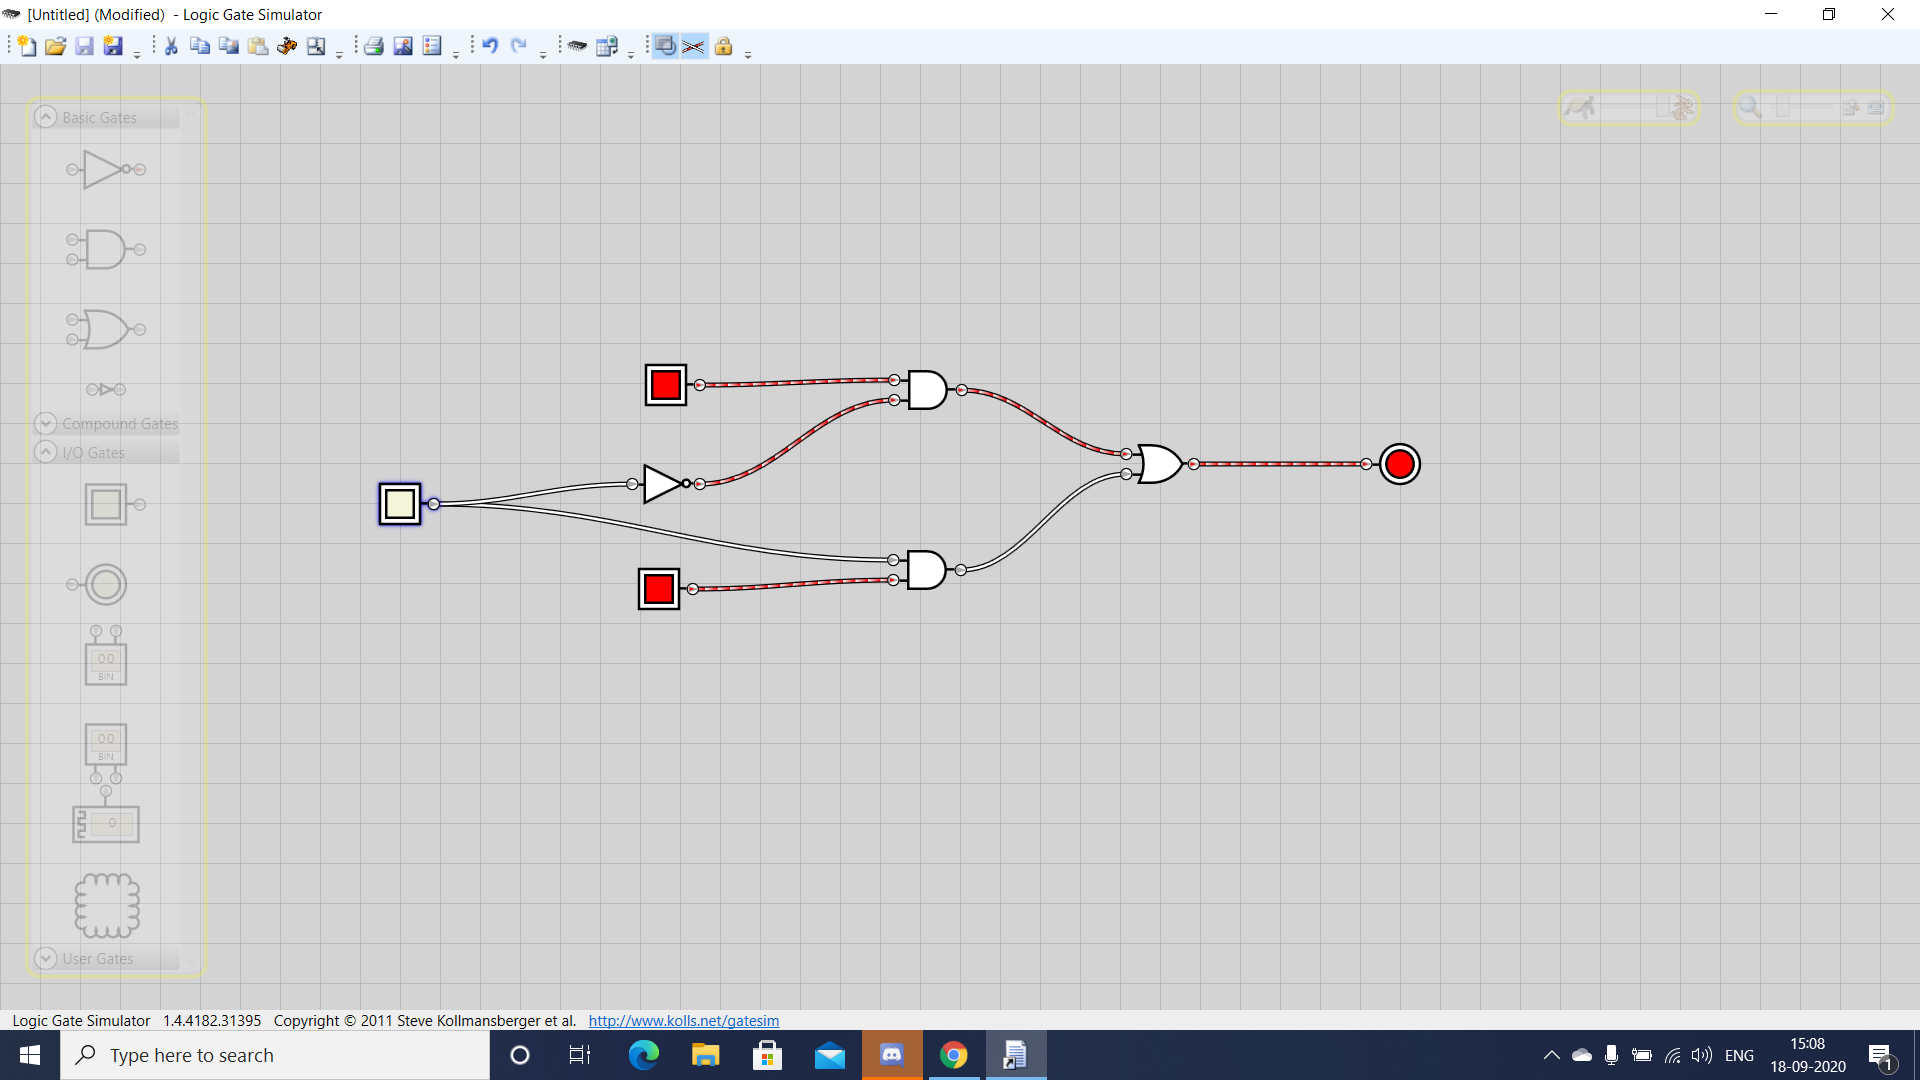 [Untitled] (Modified) - Logic Gate Simulator
Basic Gates
Compound Gates
I/O Gates
00
BIN
00
BIN
0
User Gates
Logic Gate Simulator 1.4.4182.31395 Copyright © 2011 Steve Kollmansberger et al. http://www.kolls.net/gatesim
Type here to search
ENG
15:08
18-09-2020
1